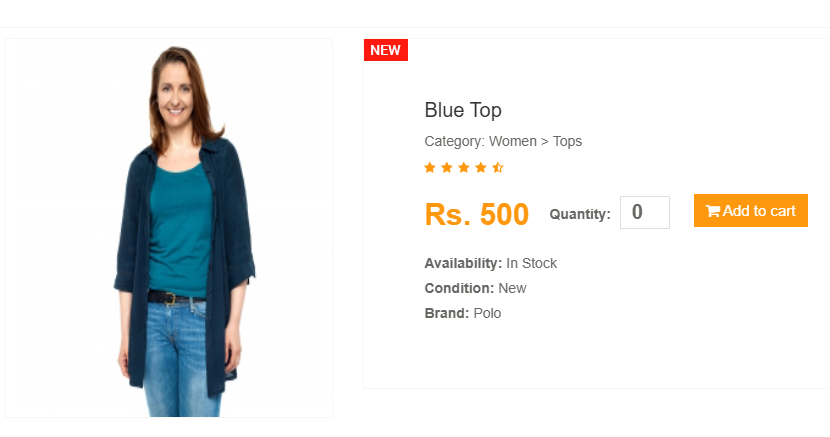 NEW
Blue Top
Category: Women > Tops
Rs. 500 Quantity: 0 Add to cart
Availability: In Stock
Condition: New
Brand: Polo